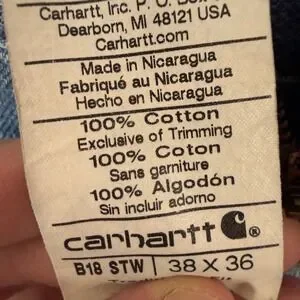 Carhartt, Inc. P. O. Box
Dearborn, MI 48121 USA
Carhartt.com
Made in Nicaragua
Fabriqué au Nicaragua
Hecho en Nicaragua
100% Cotton
Exclusive of Trimming
100% Coton
Sans garniture
100% Algodón
Sin incluir adorno
carhartt
B18 STW | 38 X 36